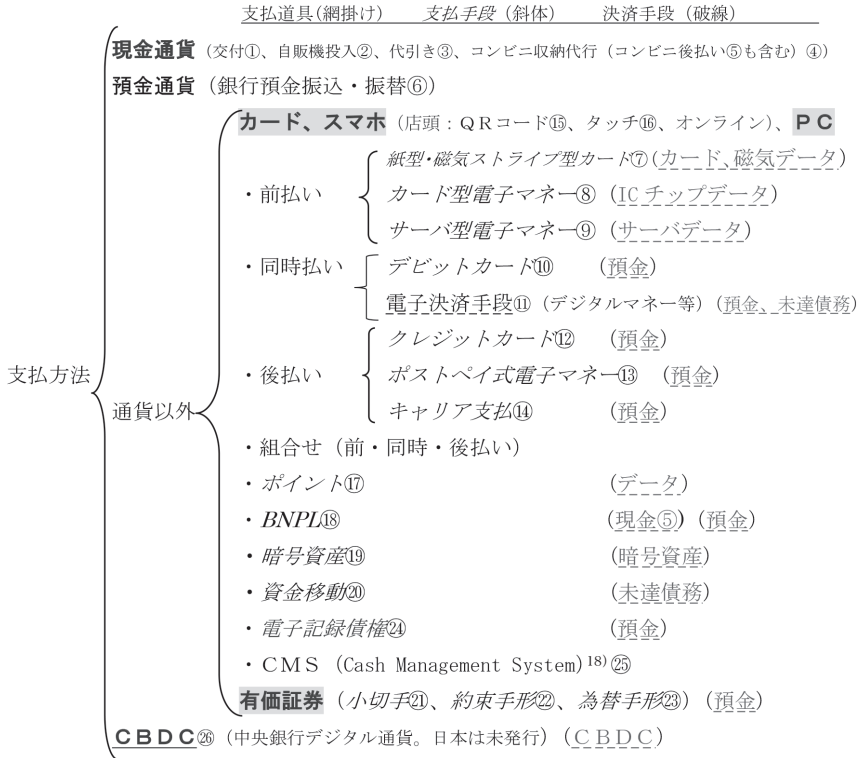 支払道具(網掛け) 支払手段(斜体) 決済手段(破線)
現金通貨(交付①、自販機投入②、代引き③、コンビニ収納代行(コンビニ後払い⑤も含む)④)
預金通貨(銀行預金振込・振替⑥)
カード、スマホ(店頭:QRコード⑮、タッチ⑯、オンライン)、PC
紙型・磁気ストライプ型カード⑦(カード、磁気データ)
・前払い カード型電子マネー⑧(ICチップデータ)
サーバ型電子マネー⑨(サーバデータ)
・同時払い デビットカード⑩ (預金)
電子決済手段⑪(デジタルマネー等)(預金、未達債務)
クレジットカード⑫ (預金)
支払方法 ・後払い ポストペイ式電子マネー⑬ (預金)
通貨以外 キャリア支払⑭ (預金)
・組合せ(前・同時・後払い)
・ポイント⑰ (データ)
・BNPL⑱ (現金⑤)(預金)
・暗号資産⑲ (暗号資産)
・資金移動⑳ (未達債務)
・電子記録債権㉔ (預金)
・CMS(Cash Management System)18)㉕
有価証券(小切手㉑、約束手形㉒、為替手形㉓)(預金)
CBDC㉖(中央銀行デジタル通貨。日本は未発行)(CBDC)